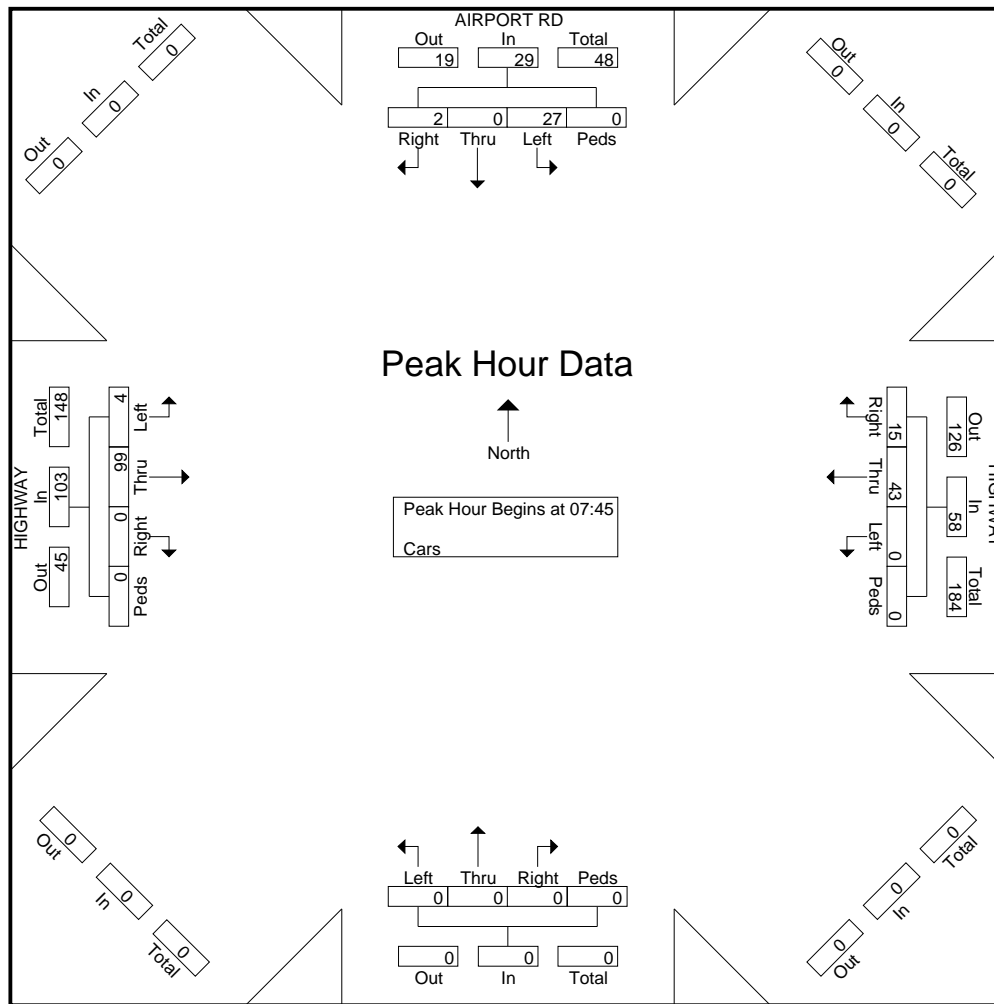 AIRPORT RD
Out In Total
19 29 48
2 0 27 0
Right Thru Left Peds
Total
0
In
0
Out
0
Out
0
In
0
Total
0
Peak Hour Data
North
Peak Hour Begins at 07:45
Cars
HIGHWAY
Out In Total
45 103 148
Left Thru Right Peds
4 99 0 0
Right Thru Left Peds
15 43 0 0
Out In Total
126 58 184
HIGHWAY
Out
0
In
0
Total
0
Total
0
In
0
Out
0
Left Thru Right Peds
0 0 0 0
0 0 0
Out In Total